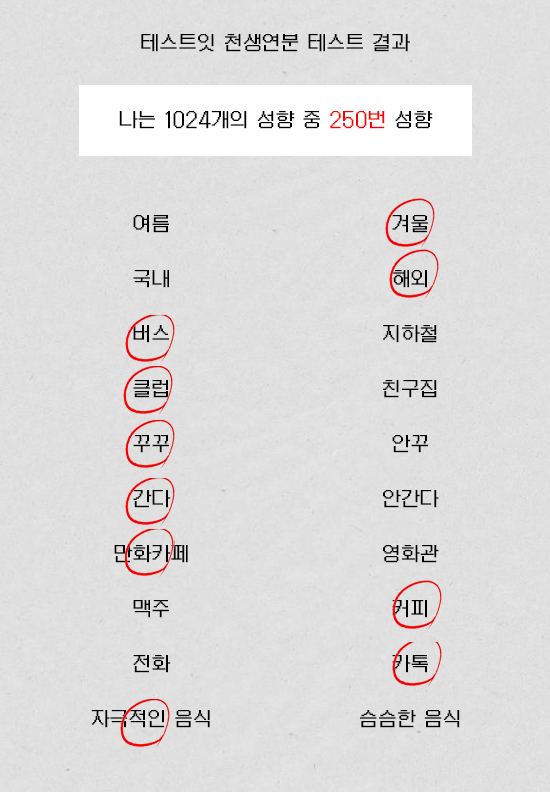 테스트잇 천생연분 테스트 결과
나는 1024개의 성향 중 250번 성향
여름 겨울
국내 해외
버스 지하철
클럽 친구집
꾸꾸 안꾸
간다 안간다
만화카페 영화관
맥주 커피
전화 카톡
자극적인 음식 슴슴한 음식